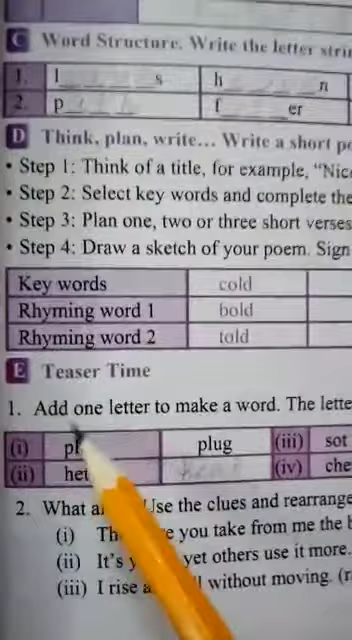 C Word Structure. Write the letter
1. l s h n
2. p f er
D Think, plan, write... Write a short
• Step 1: Think of a title, for example, “Nic
• Step 2: Select key words and complete the
• Step 3: Plan one, two or three short verses
• Step 4: Draw a sketch of your poem. Sign
Key words cold
Rhyming word 1 bold
Rhyming word 2 told
E Teaser Time
1. Add one letter to make a word. The lette
(i) pl plug (iii) sot
(ii) he (iv) che
2. What a Use the clues and rearrange
(i) Th you take from me the
(ii) It's yet others use it more.
(iii) I rise without moving.